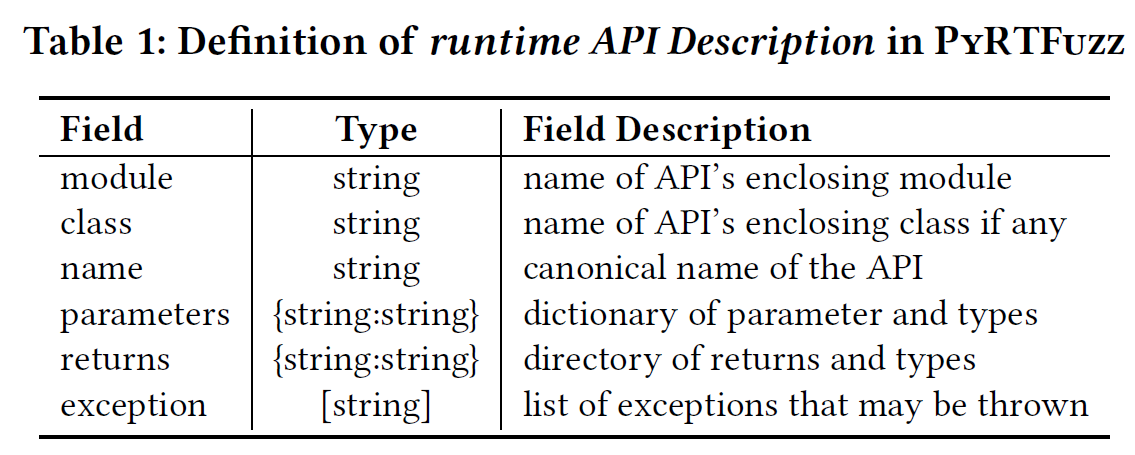 Table 1: Definition of runtime API Description in PyRTFuzz
Field Type Field Description
module string name of API’s enclosing module
class string name of API’s enclosing class if any
name string canonical name of the API
parameters {string:string} dictionary of parameter and types
returns {string:string} directory of returns and types
exception [string] list of exceptions that may be thrown